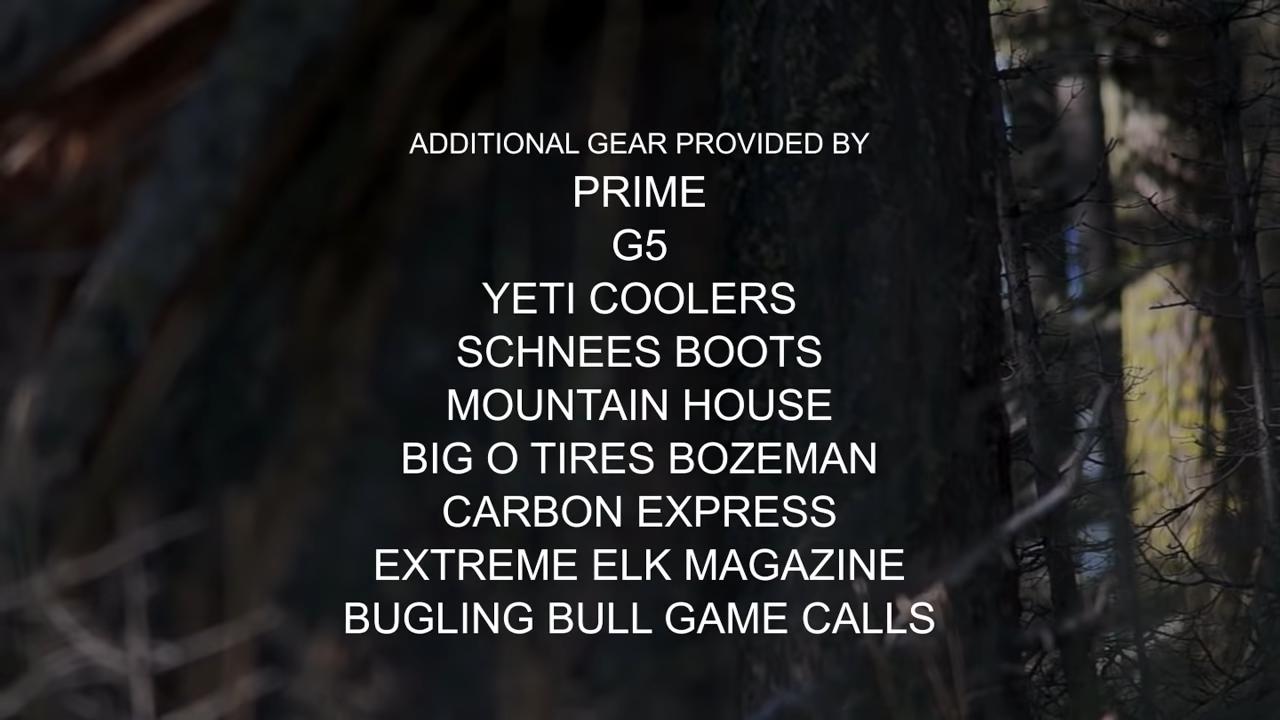 ADDITIONAL GEAR PROVIDED BY
PRIME
G5
YETI COOLERS
SCHNEES BOOTS
MOUNTAIN HOUSE
BIG O TIRES BOZEMAN
CARBON EXPRESS
EXTREME ELK MAGAZINE
BUGLING BULL GAME CALLS